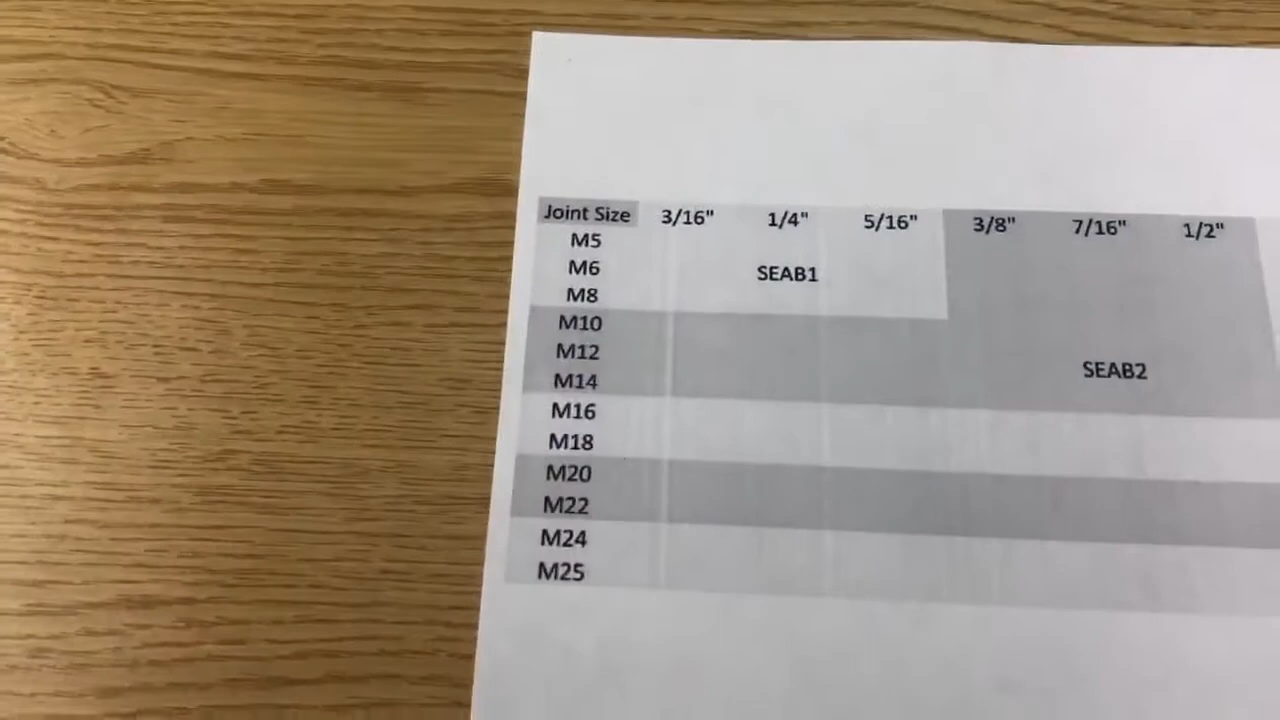 Joint Size 3/16" 1/4" 5/16" 3/8" 7/16" 1/2"
M5
M6 SEAB1
M8
M10
M12 SEAB2
M14
M16
M18
M20
M22
M24
M25